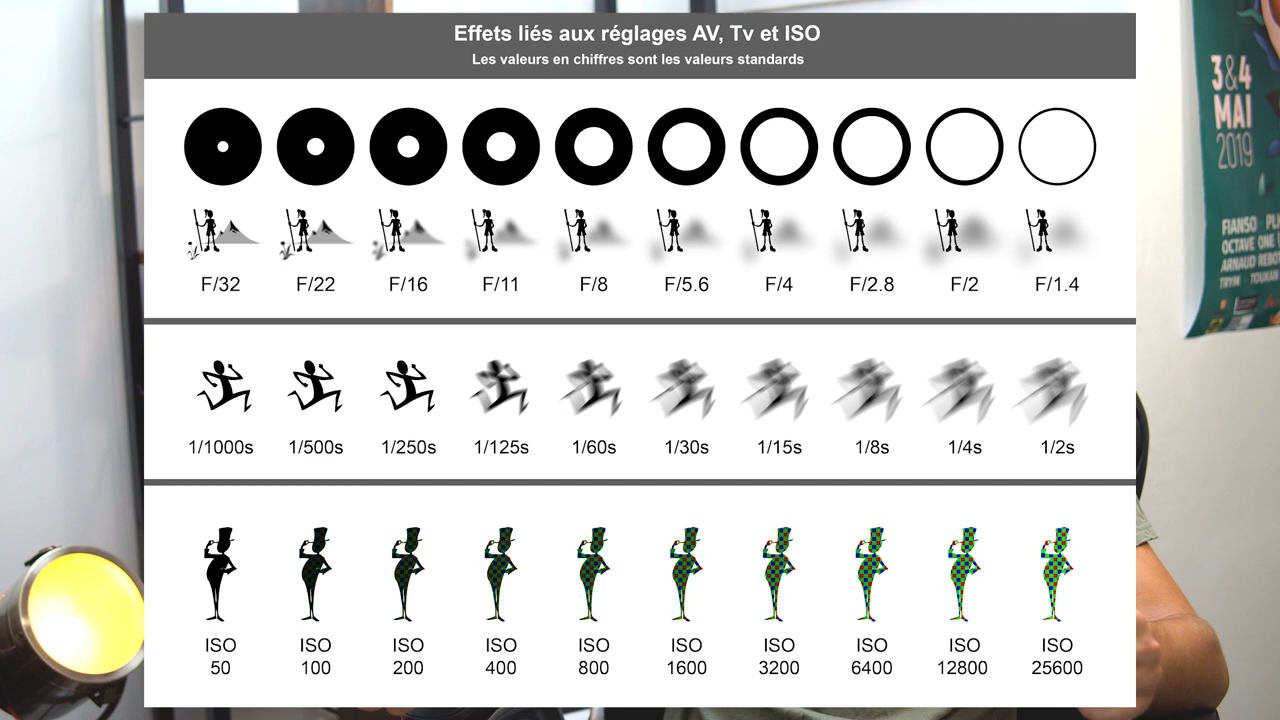 Effets liés aux réglages AV, Tv et ISO
Les valeurs en chiffres sont les valeurs standards
F/32 F/22 F/16 F/11 F/8 F/5.6 F/4 F/2.8 F/2 F/1.4
1/1000s 1/500s 1/250s 1/125s 1/60s 1/30s 1/15s 1/8s 1/4s 1/2s
ISO ISO ISO ISO ISO ISO ISO ISO ISO ISO
50 100 200 400 800 1600 3200 6400 12800 25600
3&4
MAI
2019
FIANSO PL
OCTAVE ONE
ARNAUD REBO
TRYM TOUKAN